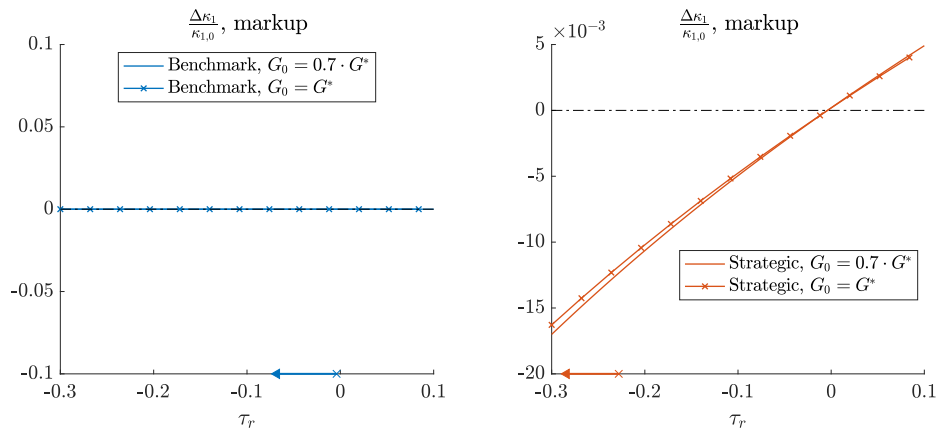 Δκ₁/κ₁,₀, markup
0.1
0.05
0
-0.05
-0.1
-0.3
-0.2
-0.1
0
0.1
τᵣ
Benchmark, G₀ = 0.7 · G*
Benchmark, G₀ = G*
Δκ₁/κ₁,₀, markup
×10⁻³
5
0
-5
-10
-15
-20
-0.3
-0.2
-0.1
0
0.1
τᵣ
Strategic, G₀ = 0.7 · G*
Strategic, G₀ = G*